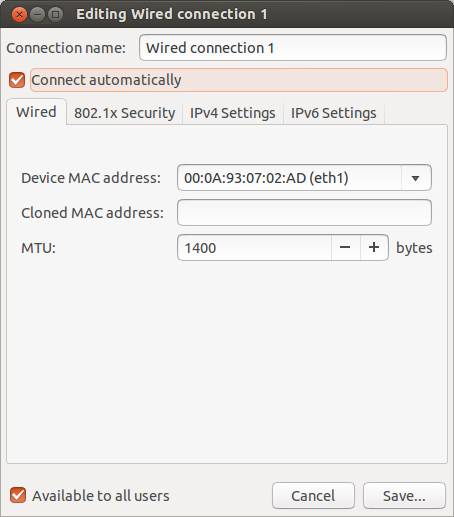 Editing Wired connection 1
Connection name: Wired connection 1
Connect automatically
Wired 802.1x Security IPv4 Settings IPv6 Settings
Device MAC address: 00:0A:93:07:02:AD (eth1)
Cloned MAC address:
MTU: 1400 − + bytes
Available to all users Cancel Save...